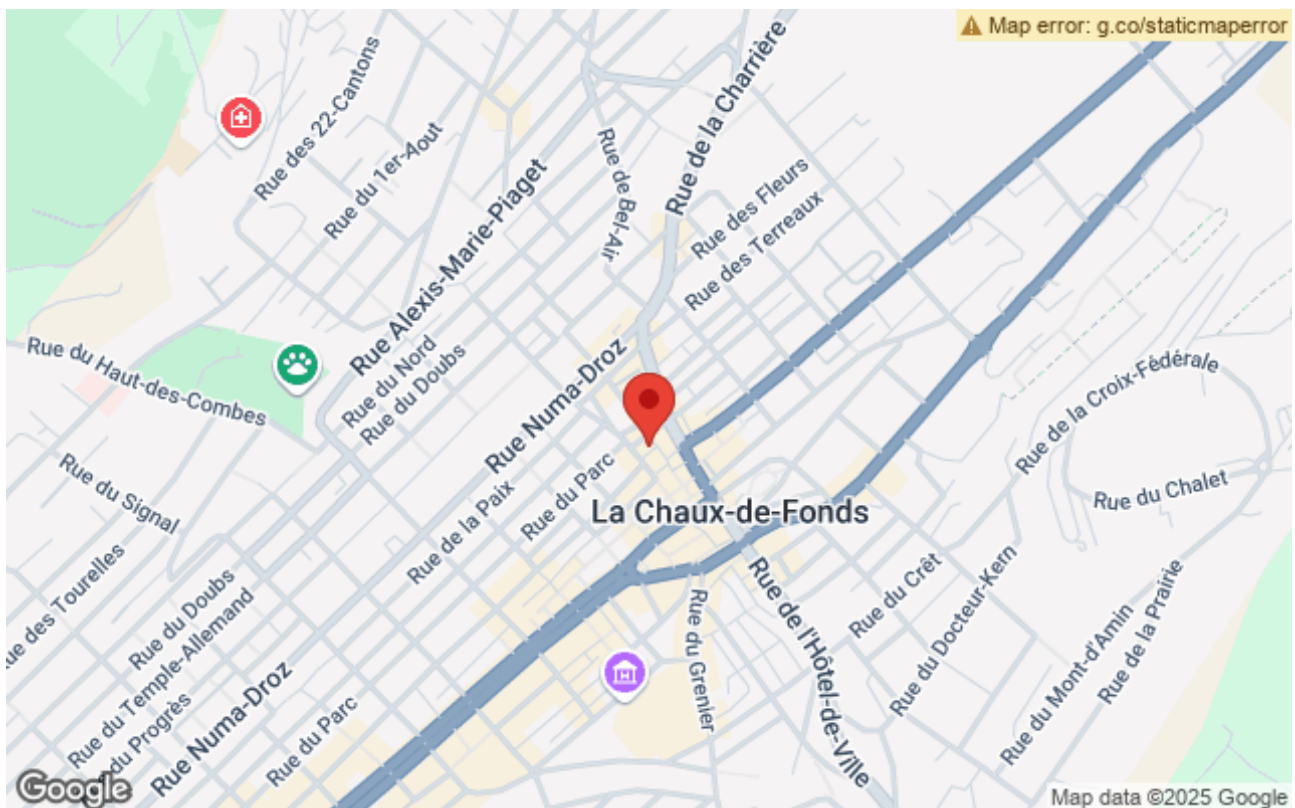 Map error: g.co/staticmaperror
Rue des 22-Cantons
Rue du 1er-Aout
Rue de la Charrière
Rue de Bel-Air
Rue Alexis-Marie-Piaget
Rue des Fleurs
Rue des Terreaux
Rue du Haut-des-Combes
Rue du Nord
Rue du Doubs
Rue Numa-Droz
Rue de la Croix-Fédérale
Rue du Signal
Rue de la Paix
Rue du Parc
Rue du Chalet
La Chaux-de-Fonds
ue des Tourelles
Rue du Doubs
Rue du Temple-Allemand
du Progrès
Rue Numa-Droz
Rue du Parc
Rue du Grenier
Rue de l'Hôtel-de-Ville
Rue du Crêt
Rue du Docteur-Kern
Rue du Mont-d'Amin
Rue de la Prairie
H
Google
Map data ©2025 Google